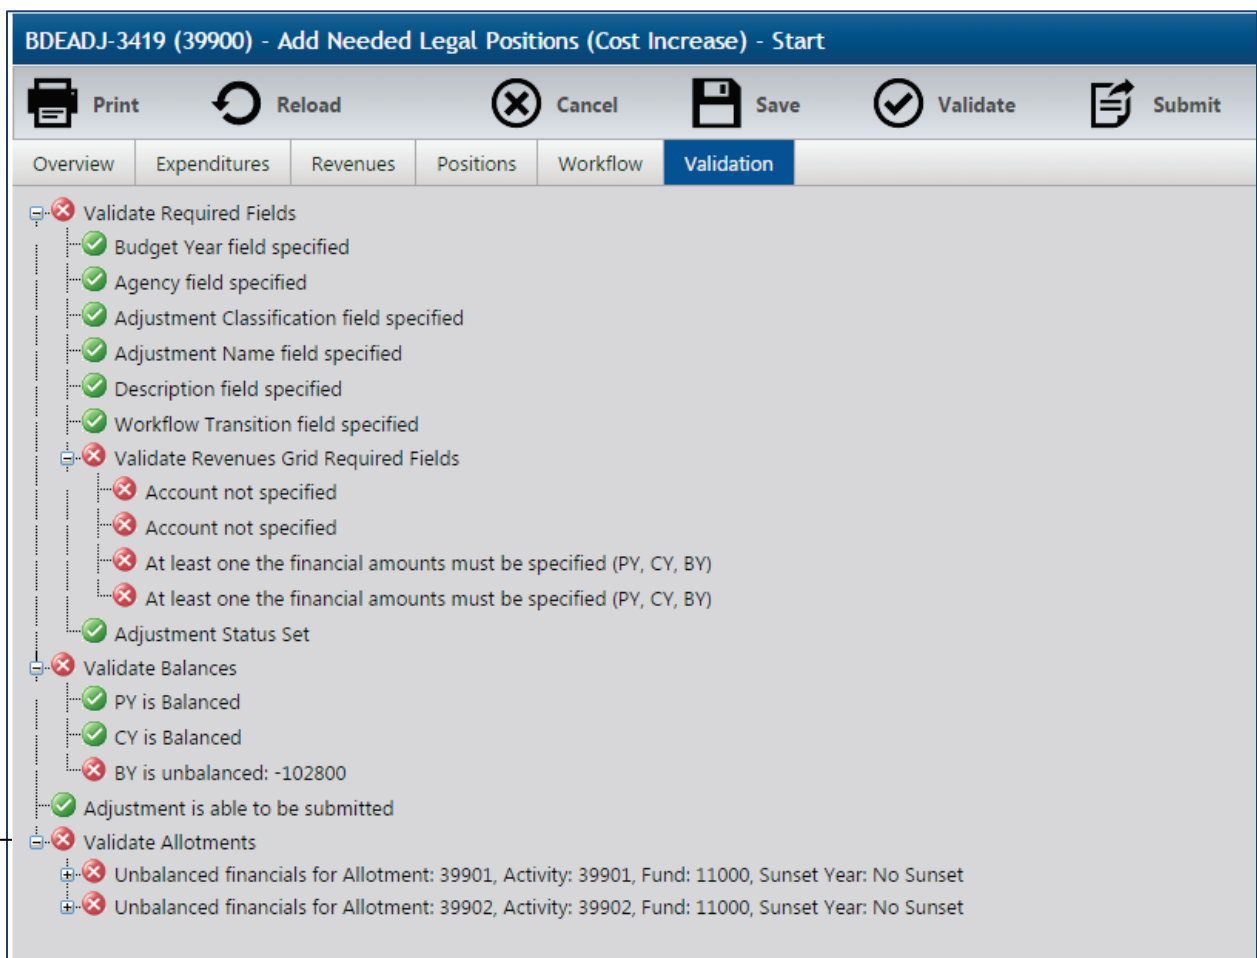 BDEADJ-3419 (39900) - Add Needed Legal Positions (Cost Increase) - Start
Print Reload Cancel Save Validate Submit
Overview Expenditures Revenues Positions Workflow Validation
Validate Required Fields
Budget Year field specified
Agency field specified
Adjustment Classification field specified
Adjustment Name field specified
Description field specified
Workflow Transition field specified
Validate Revenues Grid Required Fields
Account not specified
Account not specified
At least one the financial amounts must be specified (PY, CY, BY)
At least one the financial amounts must be specified (PY, CY, BY)
Adjustment Status Set
Validate Balances
PY is Balanced
CY is Balanced
BY is unbalanced: -102800
Adjustment is able to be submitted
Validate Allotments
Unbalanced financials for Allotment: 39901, Activity: 39901, Fund: 11000, Sunset Year: No Sunset
Unbalanced financials for Allotment: 39902, Activity: 39902, Fund: 11000, Sunset Year: No Sunset